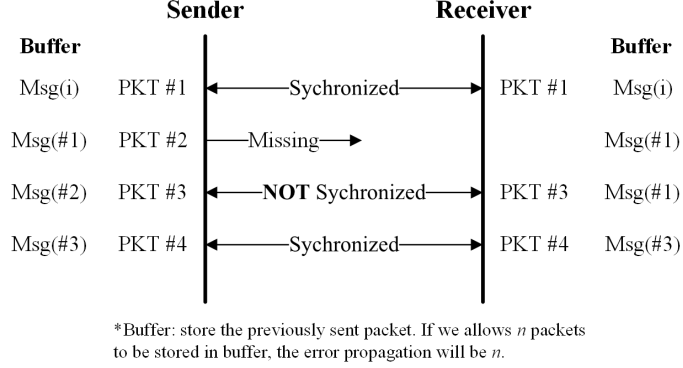 Sender Receiver
Buffer Buffer
Msg(i) PKT #1 Sychronized PKT #1 Msg(i)
Msg(#1) PKT #2 Missing Msg(#1)
Msg(#2) PKT #3 NOT Sychronized PKT #3 Msg(#1)
Msg(#3) PKT #4 Sychronized PKT #4 Msg(#3)
*Buffer: store the previously sent packet. If we allows n packets
to be stored in buffer, the error propagation will be n.